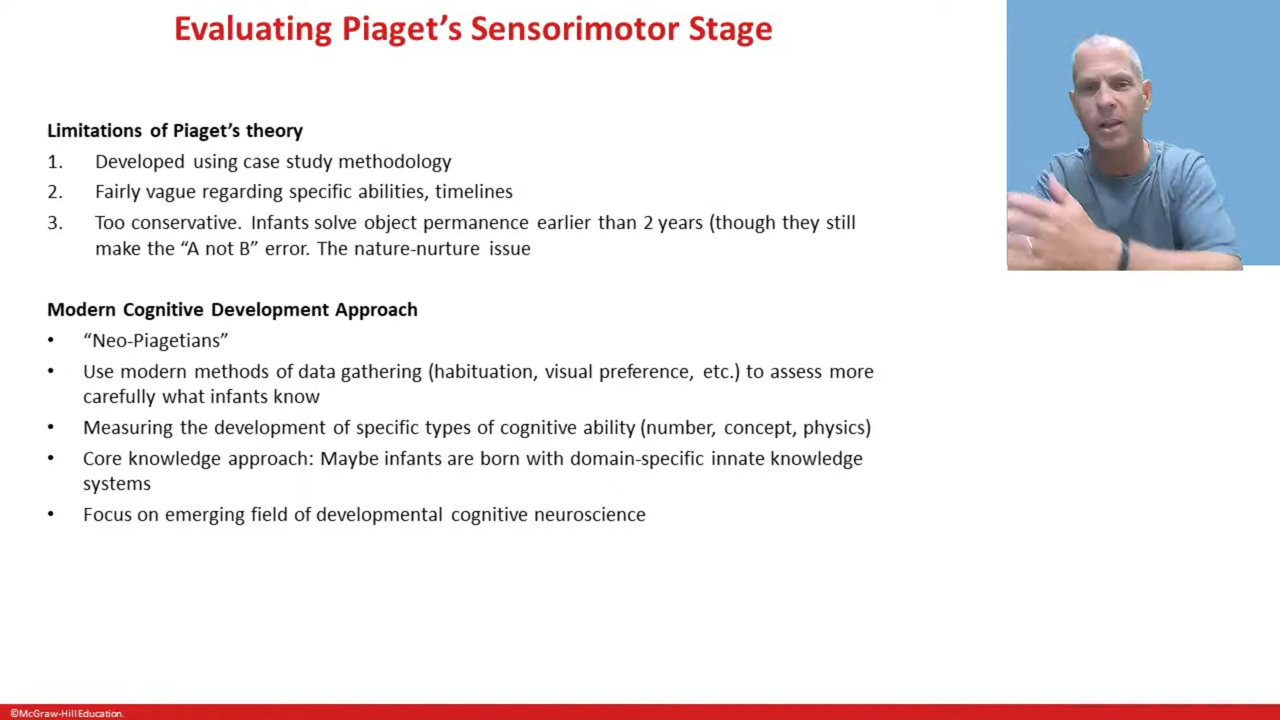 Evaluating Piaget's Sensorimotor Stage
Limitations of Piaget's theory
1. Developed using case study methodology
2. Fairly vague regarding specific abilities, timelines
3. Too conservative. Infants solve object permanence earlier than 2 years (though they still
make the “A not B” error. The nature-nurture issue
Modern Cognitive Development Approach
• “Neo-Piagetians”
• Use modern methods of data gathering (habituation, visual preference, etc.) to assess more
carefully what infants know
• Measuring the development of specific types of cognitive ability (number, concept, physics)
• Core knowledge approach: Maybe infants are born with domain-specific innate knowledge
systems
• Focus on emerging field of developmental cognitive neuroscience
©McGraw-Hill Education.